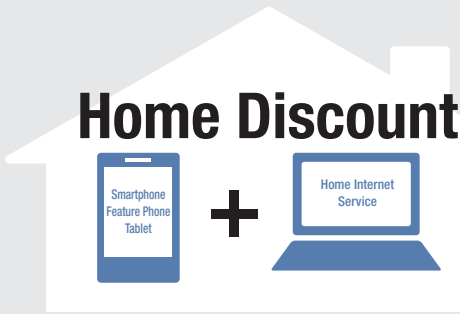 Home Discount
Smartphone
Feature Phone
Tablet
+
Home Internet
Service